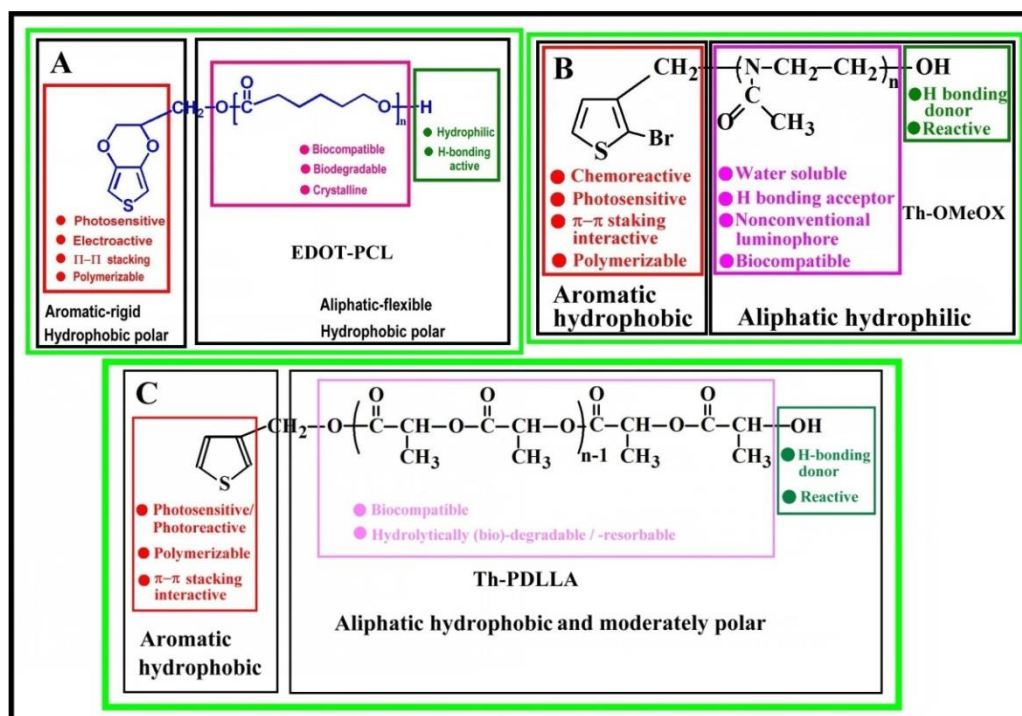 A
CH2—O—[C—O—]n—H
O
O
O
S
Biocompatible
Biodegradable
Crystalline
Hydrophilic
H-bonding
active
Photosensitive
Electroactive
Π–Π stacking
Polymerizable
EDOT-PCL
Aromatic-rigid
Hydrophobic polar
Aliphatic-flexible
Hydrophobic polar
B
CH2—(N—CH2—CH2)n—OH
C
O
CH3
S
Br
H bonding
donor
Reactive
Chemoreactive
Photosensitive
π–π staking
interactive
Polymerizable
Water soluble
H bonding acceptor
Nonconventional
luminophore
Biocompatible
Th-OMeOX
Aromatic
hydrophobic
Aliphatic hydrophilic
C
O O O O
CH2—O—(C—CH—O—C—CH—O)n-1—C—CH—O—C—CH—OH
CH3 CH3 CH3 CH3
S
H-bonding
donor
Reactive
Photosensitive/
Photoreactive
Polymerizable
π–π stacking
interactive
Biocompatible
Hydrolytically (bio)-degradable / -resorbable
Th-PDLLA
Aromatic
hydrophobic
Aliphatic hydrophobic and moderately polar